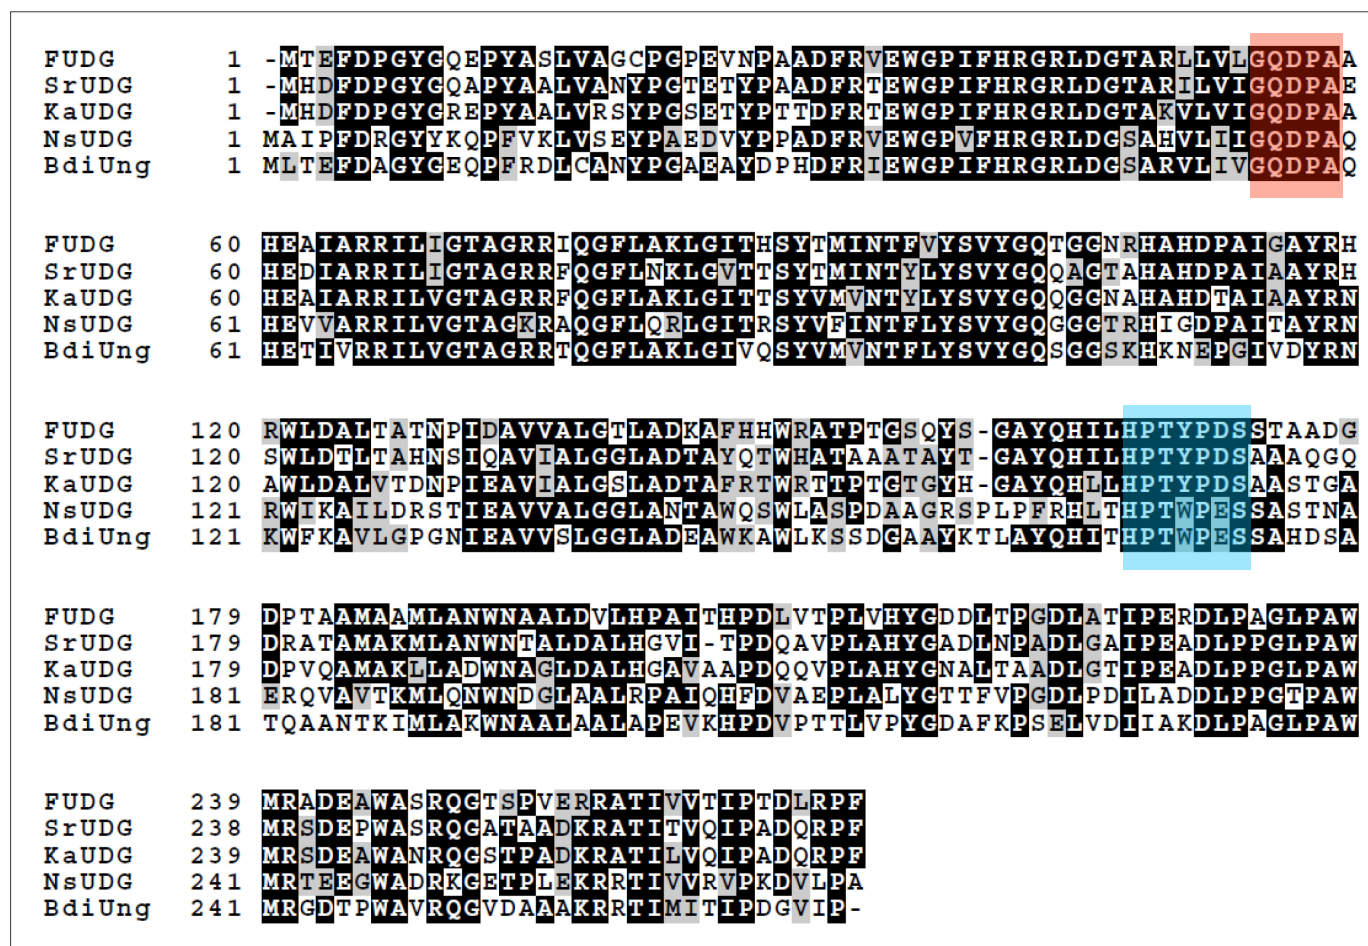 FUDG 1 -MTEFDPGYGQEPYASLVAGCPGPEVNPAADFRVEWGPIFHRGRLDGTARLLVLGQDPAA
SrUDG 1 -MHDFDPGYGQAPYAALVANYPGTETYPAADFRTEWGPIFHRGRLDGTARILVIGQDPAE
KaUDG 1 -MHDFDPGYGREPYAALVRSYPGSETYPTTDFRTEWGPIFHRGRLDGTAKVLVIGQDPAA
NsUDG 1 MAIPFDRGYYKQPFVKLVSEYPAEDVYPPADFRVEWGPVFHRGRLDGSAHVLIIGQDPAQ
BdiUng 1 MLTEFDAGYGEQPFRDLCANYPGAEAYDPHDFRIEWGPIFHRGRLDGSARVLIVGQDPAQ
FUDG 60 HEAIARRILIGTAGRRIQGFLAKLGITHSYTMINTFVYSVYGQTGGNRHAHDPAIGAYRH
SrUDG 60 HEDIARRILIGTAGRRFQGFLNKLGVTTSYTMINTYLYSVYGQQAGTAHAHDPAIAAYRH
KaUDG 60 HEAIARRILVGTAGRRFQGFLAKLGITTSYVMVNTYLYSVYGQQGGNAHAHDTAIAAYRN
NsUDG 61 HEVVARRILVGTAGKRAQGFLQRLGITRSYVFINTFLYSVYGQGGGTRHIGDPAITAYRN
BdiUng 61 HETIVRRILVGTAGRRTQGFLAKLGIVQSYVMVNTFLYSVYGQSGGSKHKNEPGIVDYRN
FUDG 120 RWLDALTATNPIDAVVALGTLADKAFHHWRATPTGSQYS-GAYQHILHPTYPDSSTAADG
SrUDG 120 SWLDTLTAHNSIQAVIALGGLADTAYQTWHATAAATAYT-GAYQHILHPTYPDSAAAQGQ
KaUDG 120 AWLDALVTDNPIEAVIALGSLADTAFRTWRTTPTGTGYH-GAYQHLLHPTYPDSAASTGA
NsUDG 121 RWIKAILDRSTIEAVVALGGLANTAWQSWLASPDAAGRSPLPFRHLTHPTWPESSASTNA
BdiUng 121 KWFKAVLGPGNIEAVVSLGGLADEAWKAWLKSSDGAAYKTLAYQHITHPTWPESSAHDSA
FUDG 179 DPTAAMAAMLANWNAALDVLHPAITHPDLVTPLVHYGDDLTPGDLATIPERDLPAGLPAW
SrUDG 179 DRATAMAKMLANWNTALDALHGVI-TPDQAVPLAHYGADLNPADLGAIPEADLPPGLPAW
KaUDG 179 DPVQAMAKLLADWNAGLDALHGAVAAPDQQVPLAHYGNALTAADLGTIPEADLPPGLPAW
NsUDG 181 ERQVAVTKMLQNWNDGLAALRPAIQHFDVAEPLALYGTTFVPGDLPDILADDLPPGTPAW
BdiUng 181 TQAANTKIMLAKWNAALAALAPEVKHPDVPTTLVPYGDAFKPSELVDIIAKDLPAGLPAW
FUDG 239 MRADEAWASRQGTSPVERRATIVVTIPTDLRPF
SrUDG 238 MRSDEPWASRQGATAADKRATITVQIPADQRPF
KaUDG 239 MRSDEAWANRQGSTPADKRATILVQIPADQRPF
NsUDG 241 MRTEEGWADRKGETPLEKRRTIVVRVPKDVLPA
BdiUng 241 MRGDTPWAVRQGVDAAAKRRTIMITIPDGVIP-